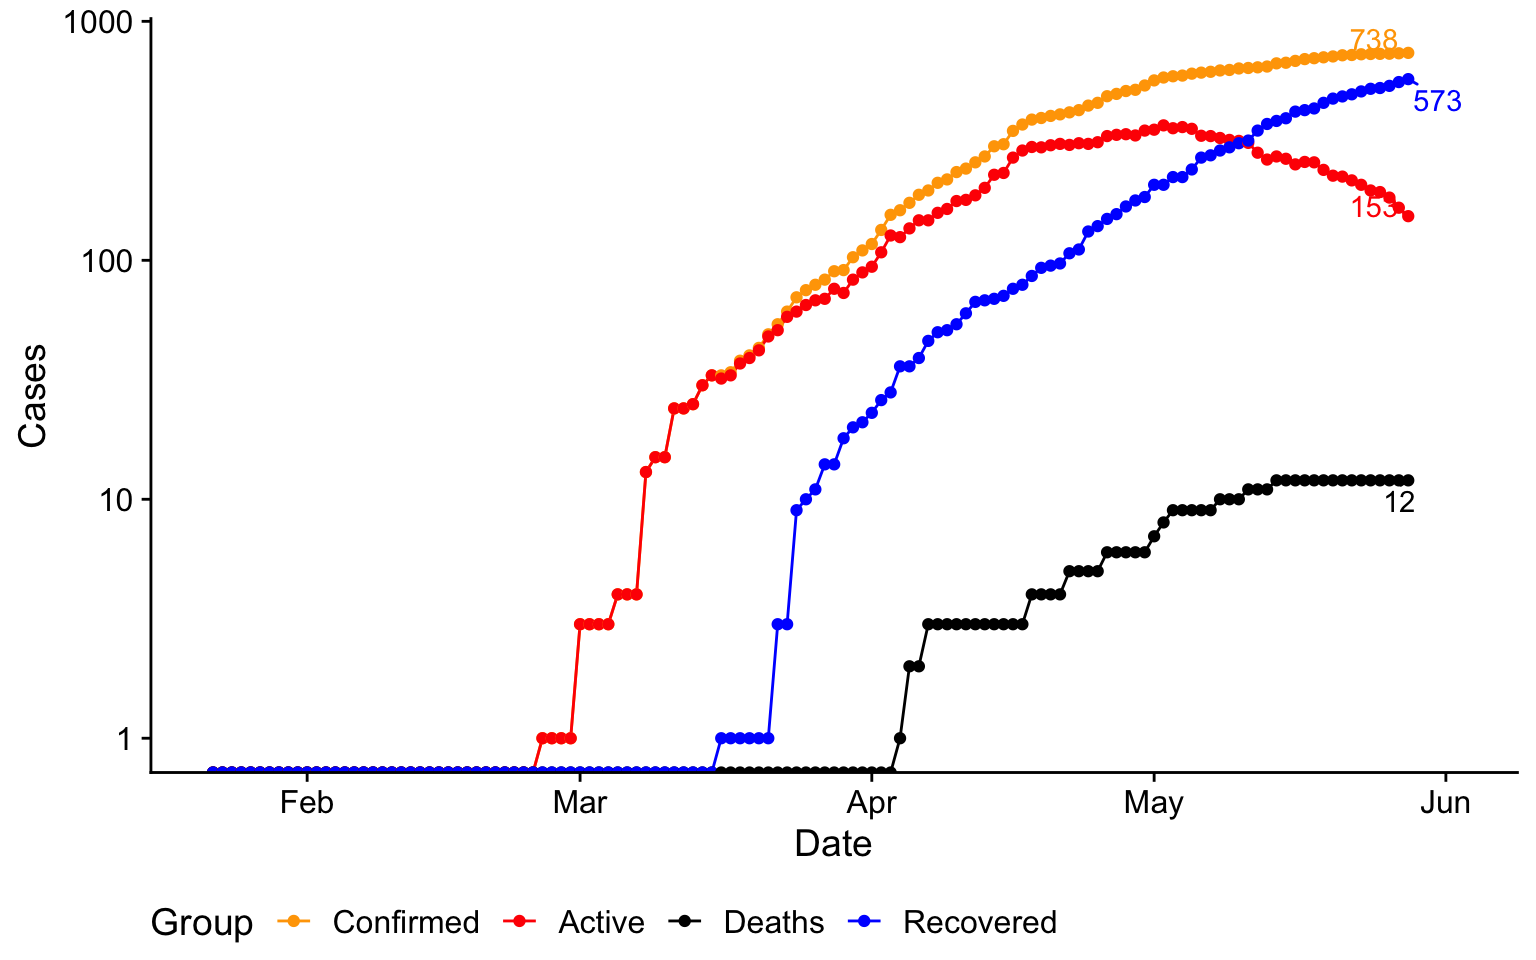 1000
100
10
1
Cases
738
573
153
12
Feb Mar Apr May Jun
Date
Group Confirmed Active Deaths Recovered